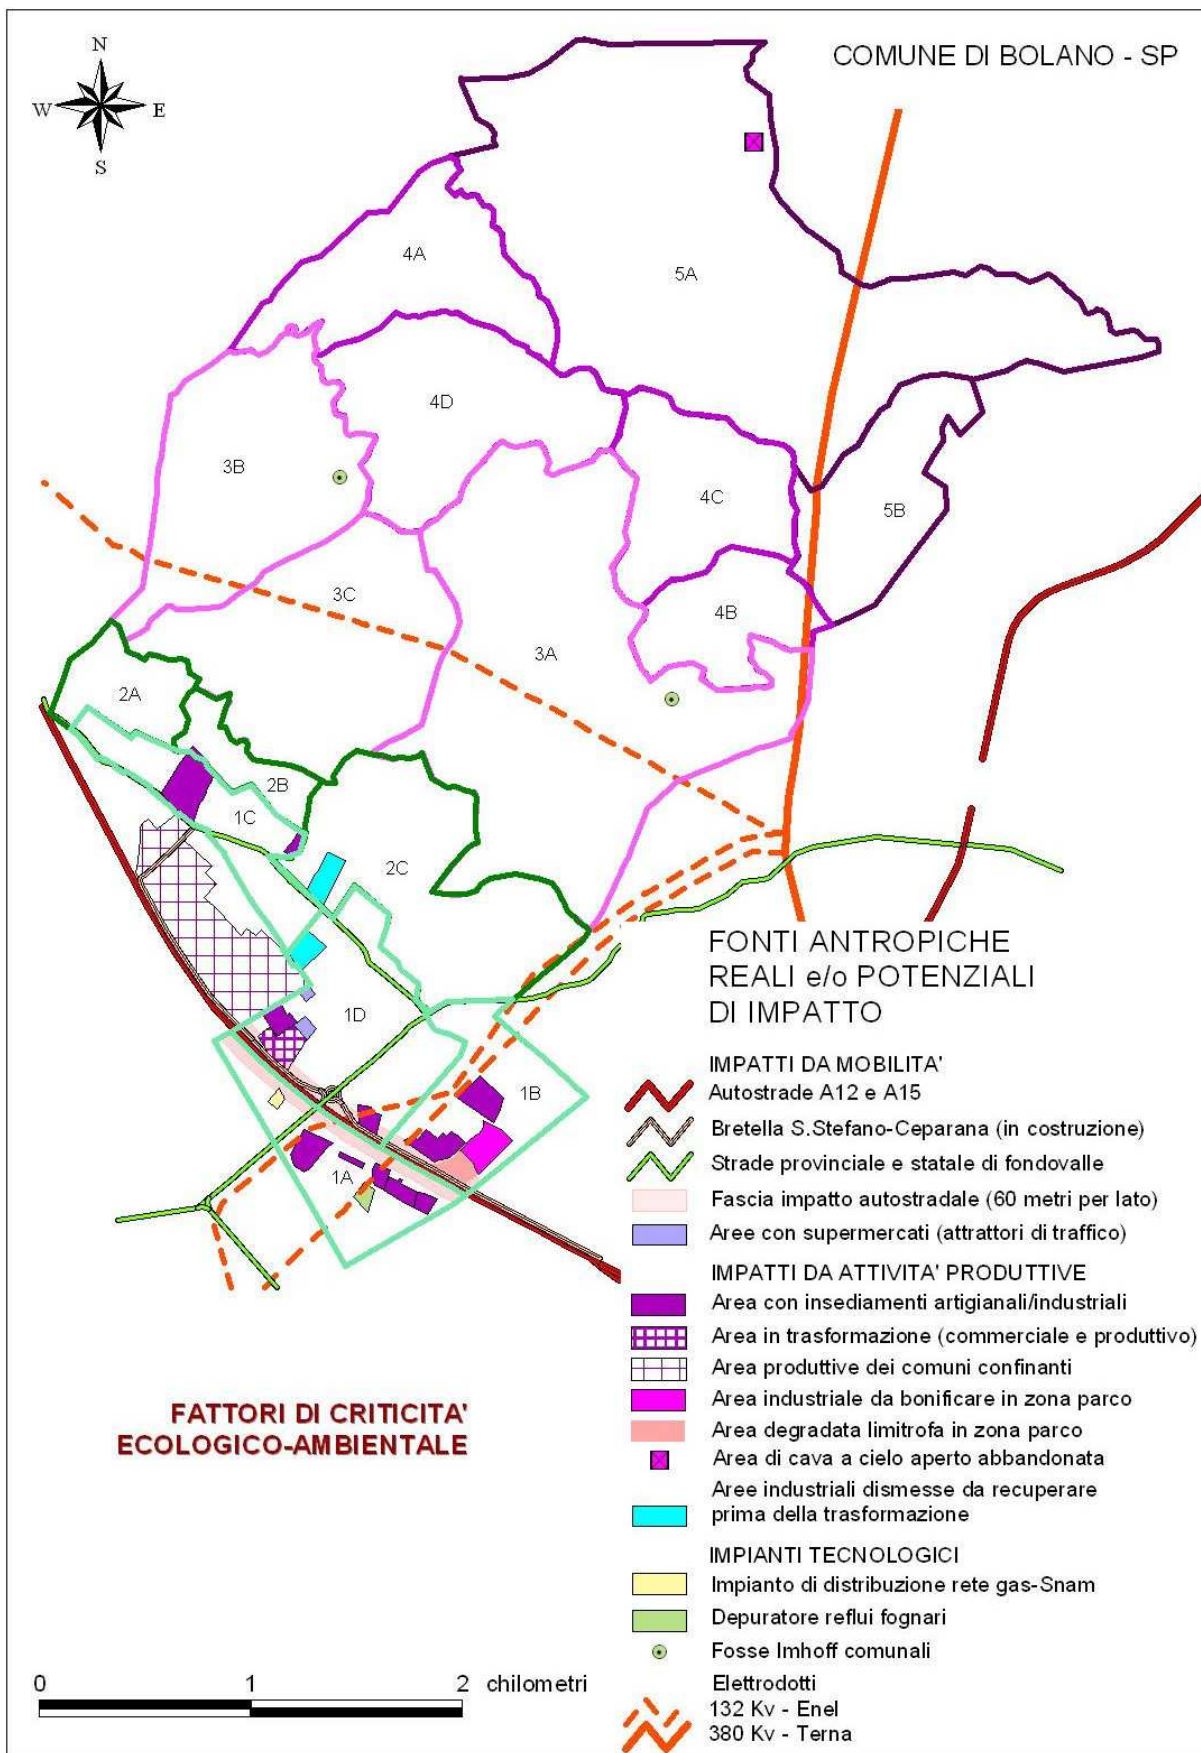 N
W E
S
COMUNE DI BOLANO - SP
4A
5A
4D
3B
4C
5B
3C
4B
3A
2A
2B
1C
2C
1D
1B
1A
FONTI ANTROPICHE
REALI e/o POTENZIALI
DI IMPATTO
IMPATTI DA MOBILITA'
Autostrade A12 e A15
Bretella S.Stefano-Ceparana (in costruzione)
Strade provinciale e statale di fondovalle
Fascia impatto autostradale (60 metri per lato)
Aree con supermercati (attrattori di traffico)
IMPATTI DA ATTIVITA' PRODUTTIVE
Area con insediamenti artigianali/industriali
Area in trasformazione (commerciale e produttivo)
Area produttive dei comuni confinanti
Area industriale da bonificare in zona parco
Area degradata limitrofa in zona parco
Area di cava a cielo aperto abbandonata
Aree industriali dismesse da recuperare
prima della trasformazione
IMPIANTI TECNOLOGICI
Impianto di distribuzione rete gas-Snam
Depuratore reflui fognari
Fosse Imhoff comunali
Elettrodotti
132 Kv - Enel
380 Kv - Terna
FATTORI DI CRITICITA'
ECOLOGICO-AMBIENTALE
0 1 2 chilometri